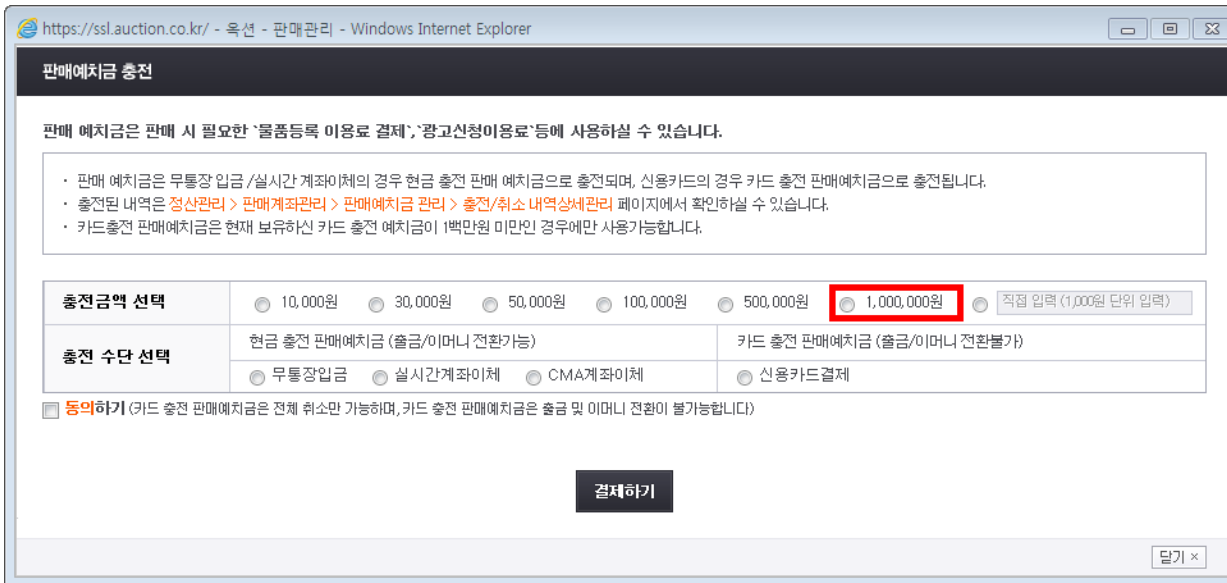 https://ssl.auction.co.kr/ - 옥션 - 판매관리 - Windows Internet Explorer
판매예치금 충전
판매 예치금은 판매 시 필요한 `물품등록 이용료 결제`,`광고신청이용료`등에 사용하실 수 있습니다.
· 판매 예치금은 무통장 입금 /실시간 계좌이체의 경우 현금 충전 판매 예치금으로 충전되며, 신용카드의 경우 카드 충전 판매예치금으로 충전됩니다.
· 충전된 내역은 정산관리 > 판매계좌관리 > 판매예치금 관리 > 충전/취소 내역상세관리 페이지에서 확인하실 수 있습니다.
· 카드충전 판매예치금은 현재 보유하신 카드 충전 예치금이 1백만원 미만인 경우에만 사용가능합니다.
충전금액 선택 10,000원 30,000원 50,000원 100,000원 500,000원 1,000,000원 직접 입력 (1,000원 단위 입력)
충전 수단 선택
현금 충전 판매예치금 (출금/이머니 전환가능) 카드 충전 판매예치금 (출금/이머니 전환불가)
무통장입금 실시간계좌이체 CMA계좌이체 신용카드결제
동의하기 (카드 충전 판매예치금은 전체 취소만 가능하며, 카드 충전 판매예치금은 출금 및 이머니 전환이 불가능합니다)
결제하기
닫기 ×